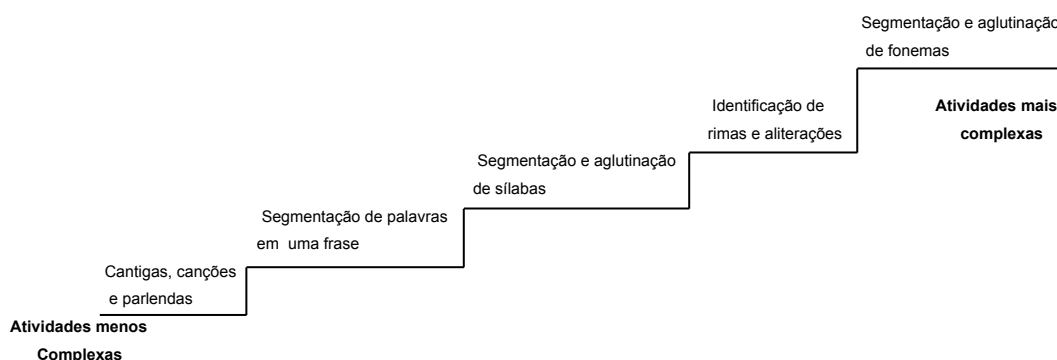 Segmentação e aglutinação
de fonemas
Identificação de
rimas e aliterações
Atividades mais
complexas
Segmentação e aglutinação
de sílabas
Segmentação de palavras
em uma frase
Cantigas, canções
e parlendas
Atividades menos
Complexas